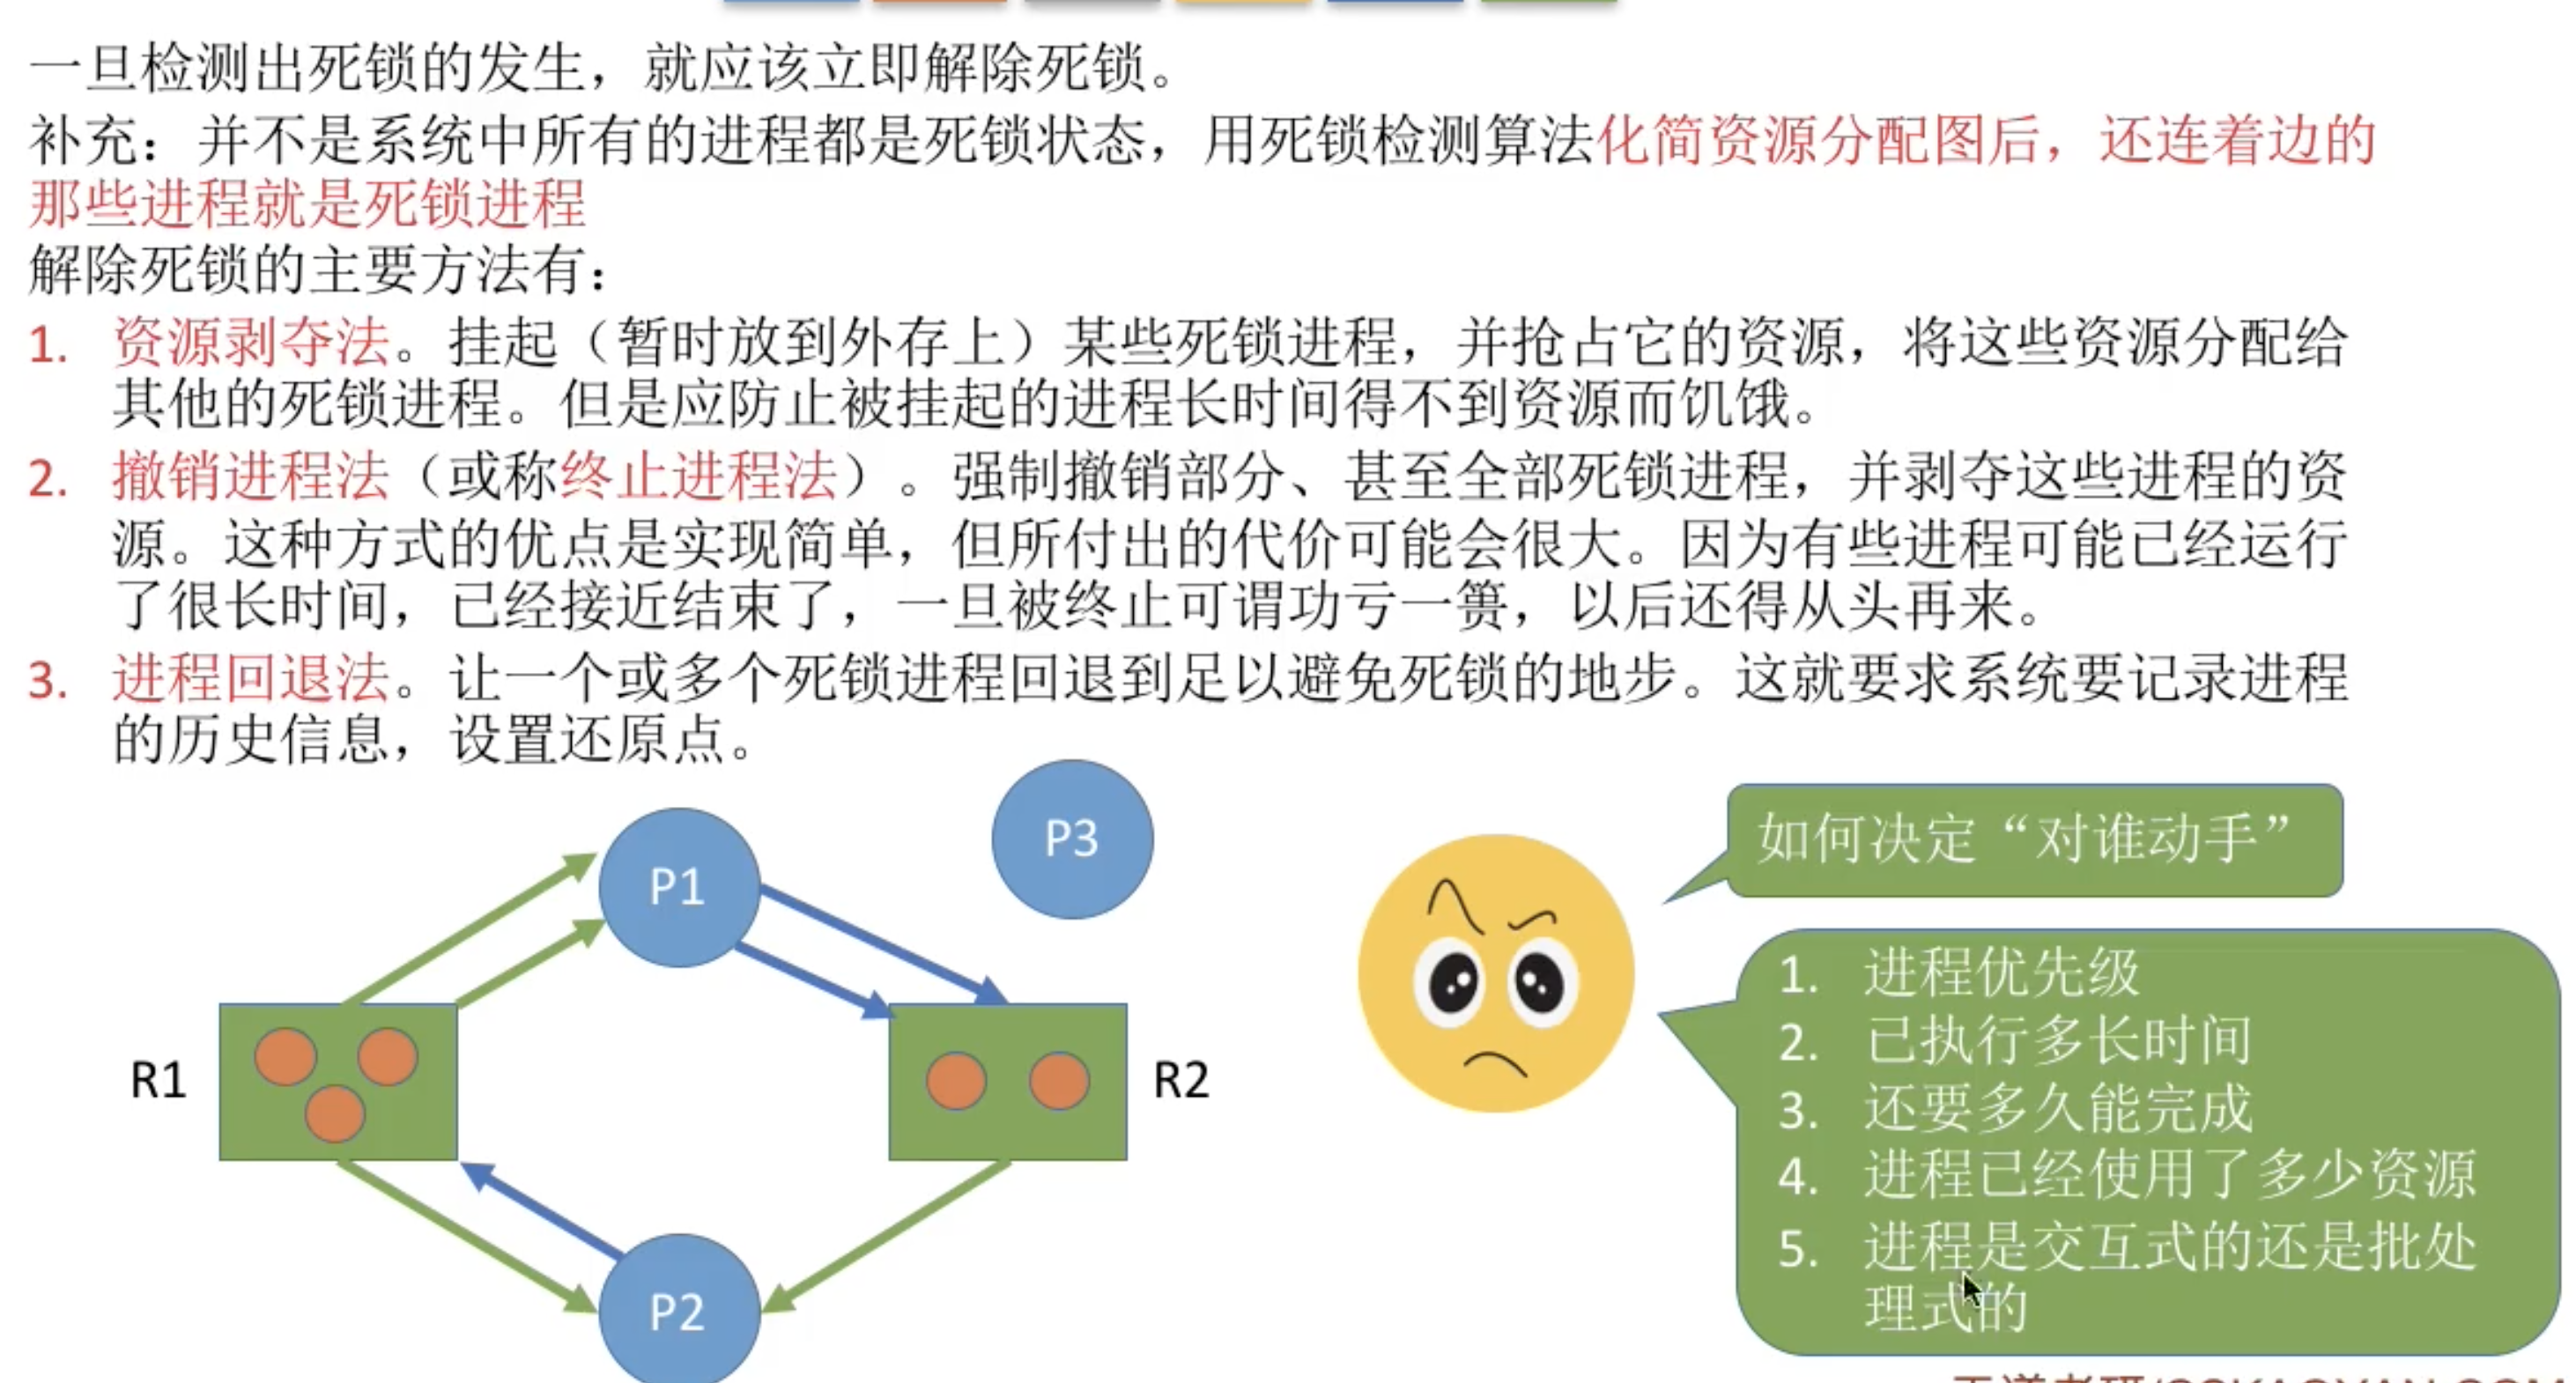 一旦检测出死锁的发生，就应该立即解除死锁。
补充：并不是系统中所有的进程都是死锁状态，用死锁检测算法化简资源分配图后，还连着边的
那些进程就是死锁进程
解除死锁的主要方法有：
1. 资源剥夺法。挂起（暂时放到外存上）某些死锁进程，并抢占它的资源，将这些资源分配给
其他的死锁进程。但是应防止被挂起的进程长时间得不到资源而饥饿。
2. 撤销进程法（或称终止进程法）。强制撤销部分、甚至全部死锁进程，并剥夺这些进程的资
源。这种方式的优点是实现简单，但所付出的代价可能会很大。因为有些进程可能已经运行
了很长时间，已经接近结束了，一旦被终止可谓功亏一篑，以后还得从头再来。
3. 进程回退法。让一个或多个死锁进程回退到足以避免死锁的地步。这就要求系统要记录进程
的历史信息，设置还原点。
P1
P3
R1
R2
P2
如何决定“对谁动手”
1. 进程优先级
2. 已执行多长时间
3. 还要多久能完成
4. 进程已经使用了多少资源
5. 进程是交互式的还是批处
理式的